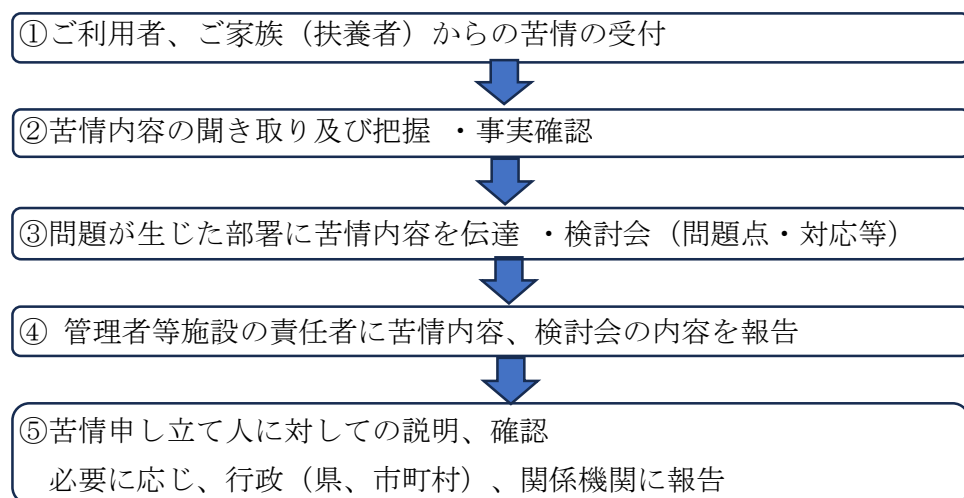 ①ご利用者、ご家族（扶養者）からの苦情の受付
②苦情内容の聞き取り及び把握 ・事実確認
③問題が生じた部署に苦情内容を伝達 ・検討会（問題点・対応等）
④ 管理者等施設の責任者に苦情内容、検討会の内容を報告
⑤苦情申し立て人に対しての説明、確認
必要に応じ、行政（県、市町村）、関係機関に報告